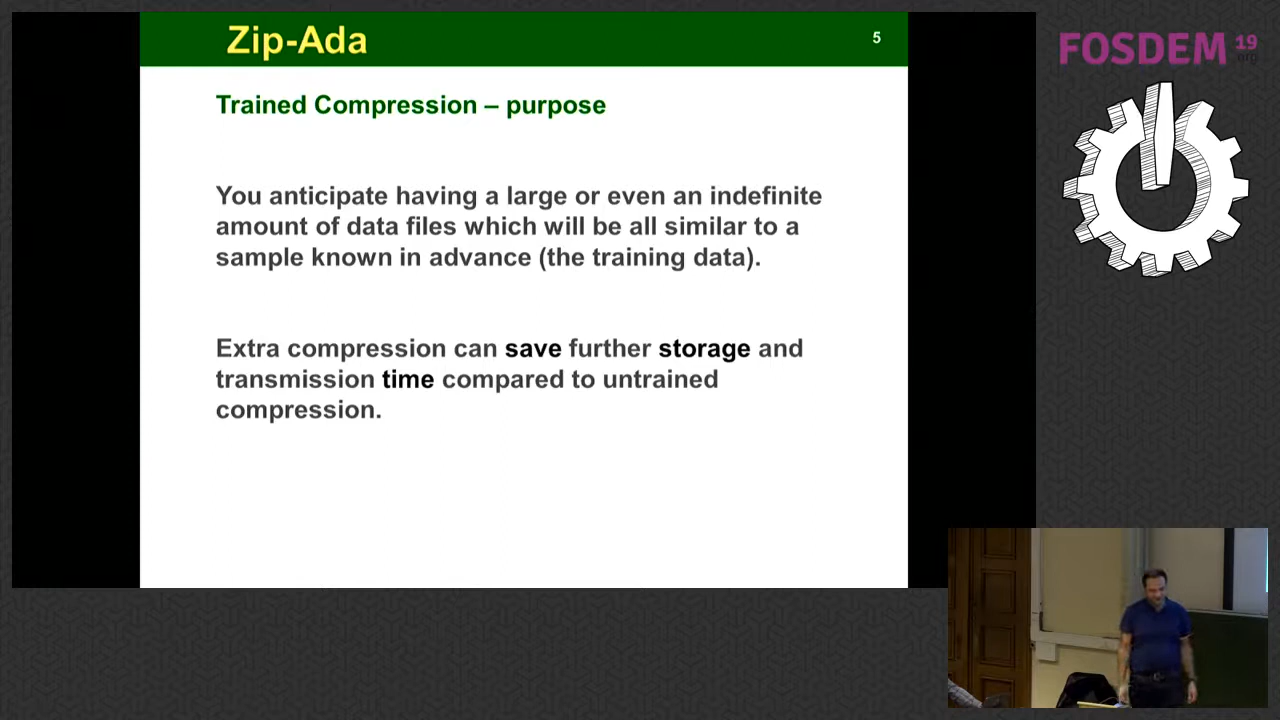 Zip-Ada
5
FOSDEM 19
.org
Trained Compression – purpose
You anticipate having a large or even an indefinite
amount of data files which will be all similar to a
sample known in advance (the training data).
Extra compression can save further storage and
transmission time compared to untrained
compression.